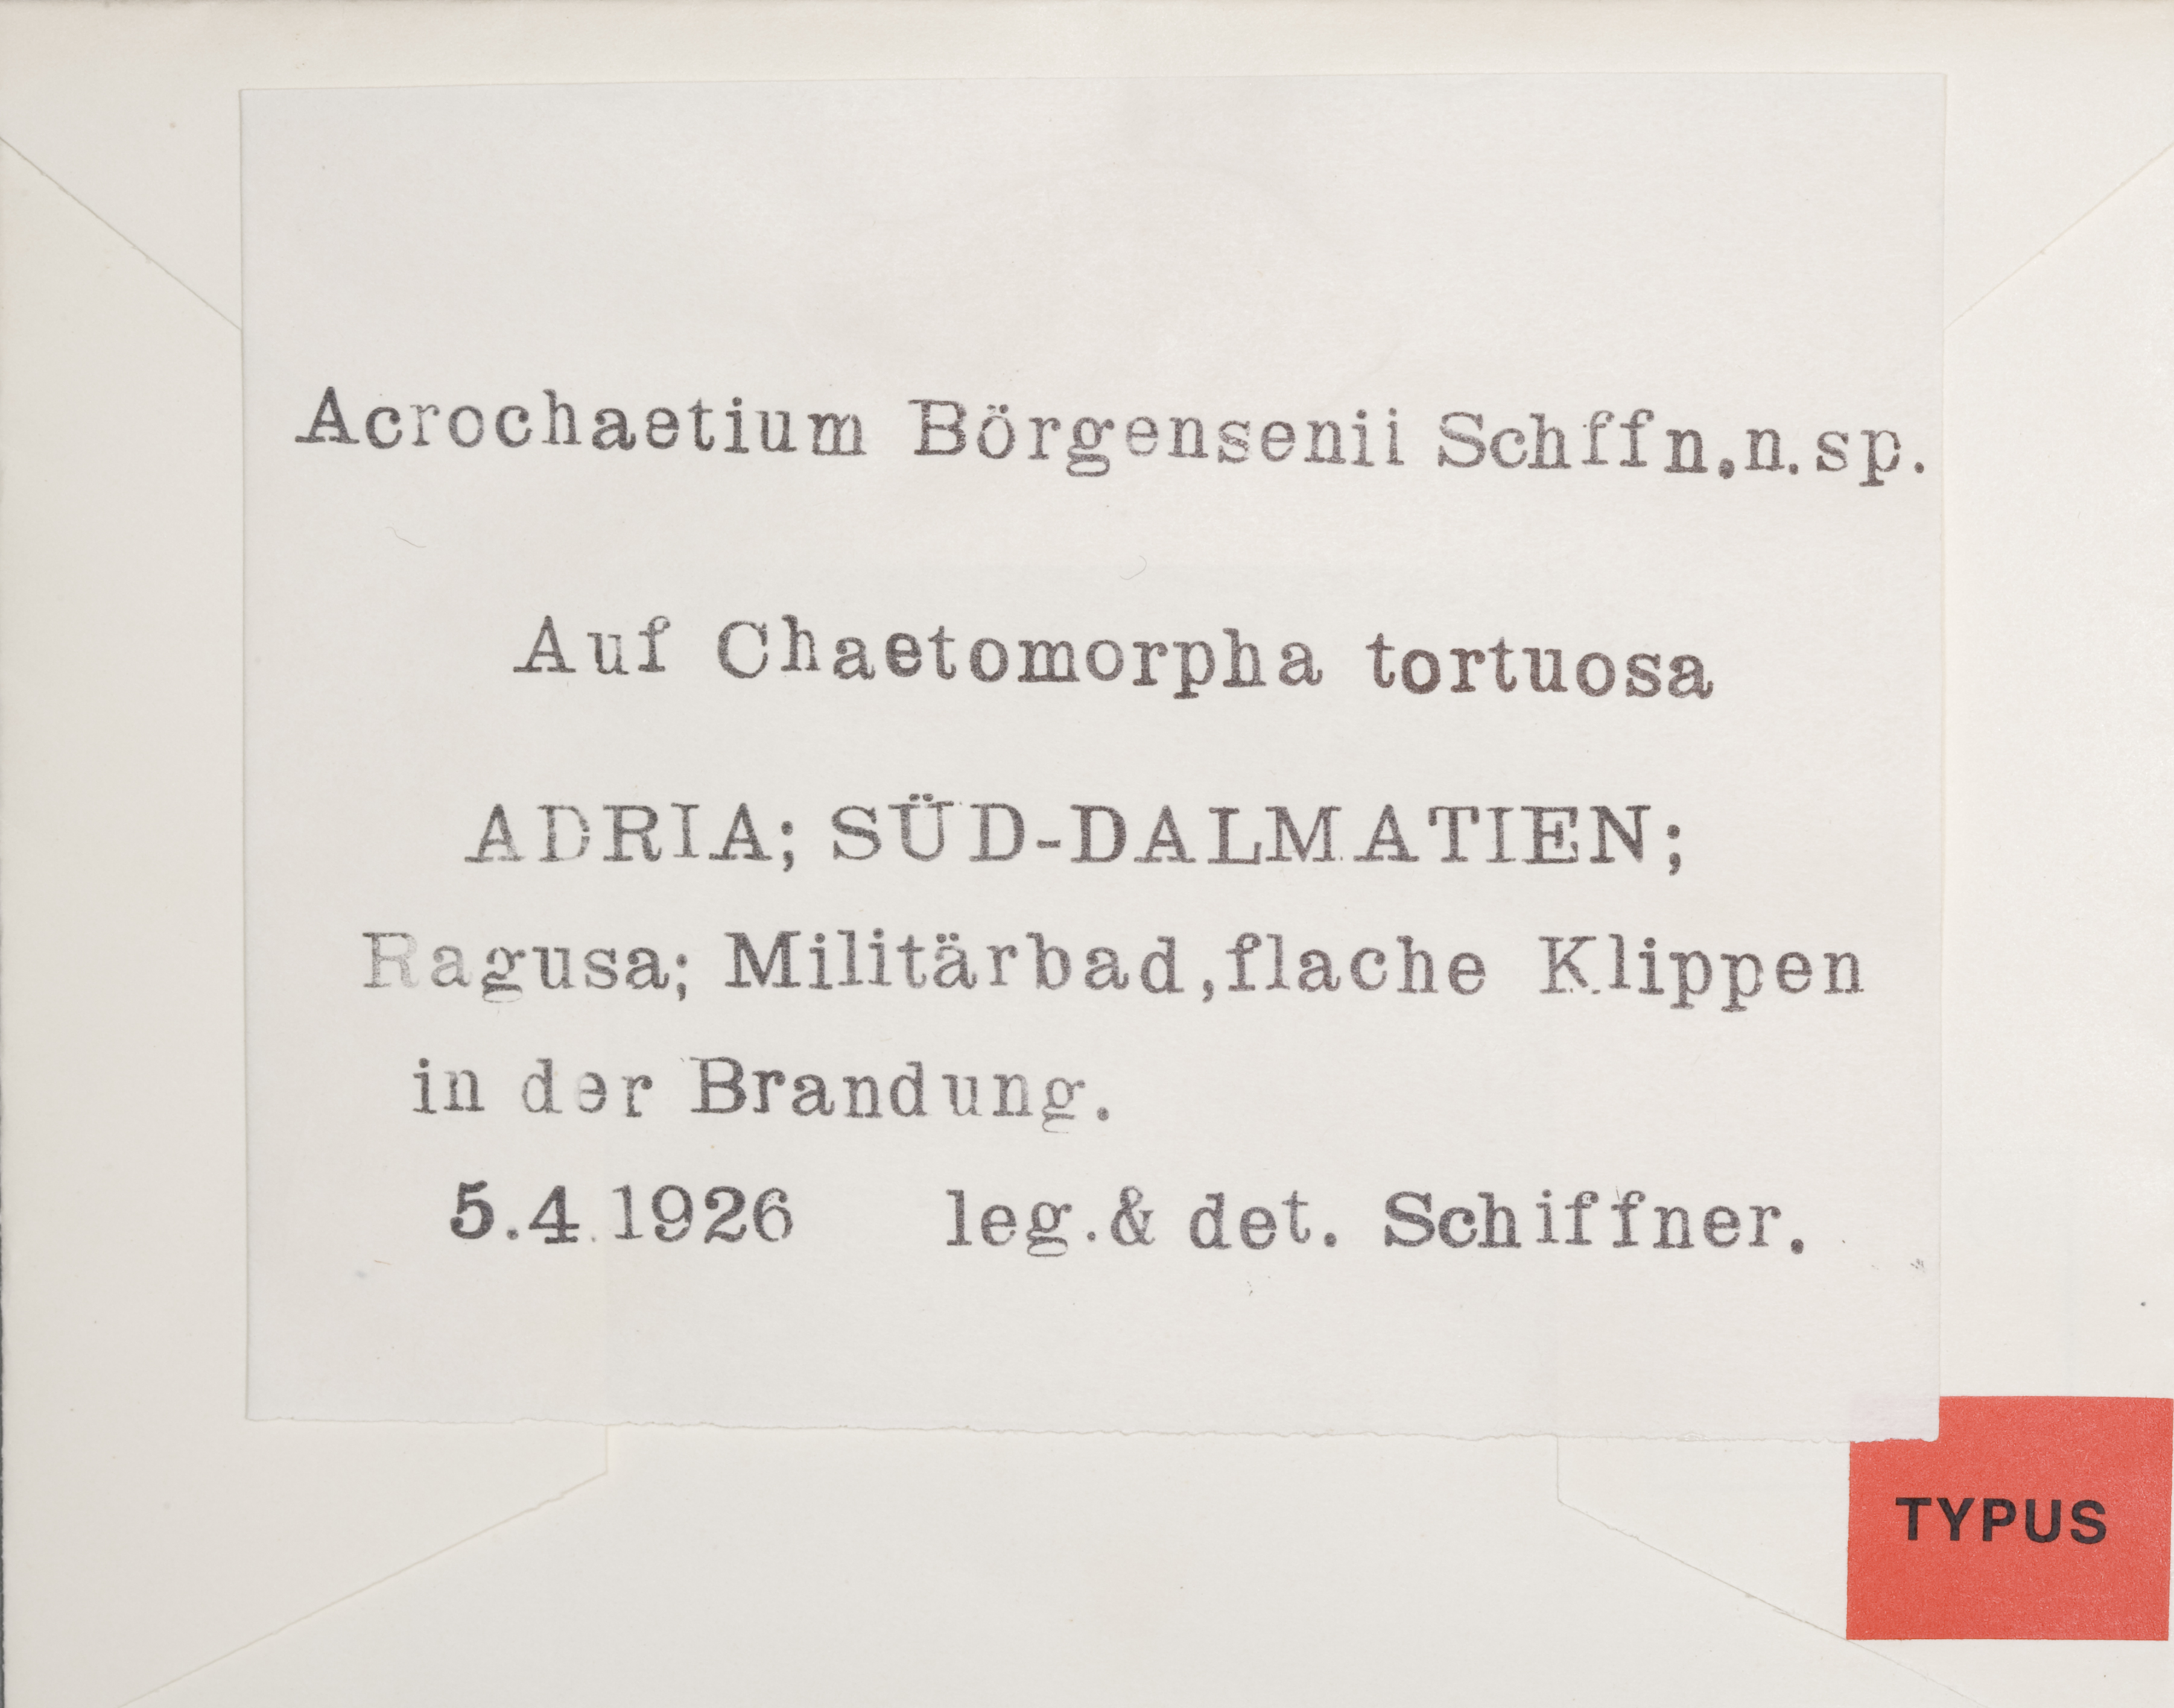 Acrochaetium Börgensenii Schffn.n.sp.
Auf Chaetomorpha tortuosa
ADRIA; SÜD-DALMATIEN;
Ragusa; Militärbad,flache Klippen
in der Brandung.
5.4.1926 leg.& det. Schiffner.
TYPUS